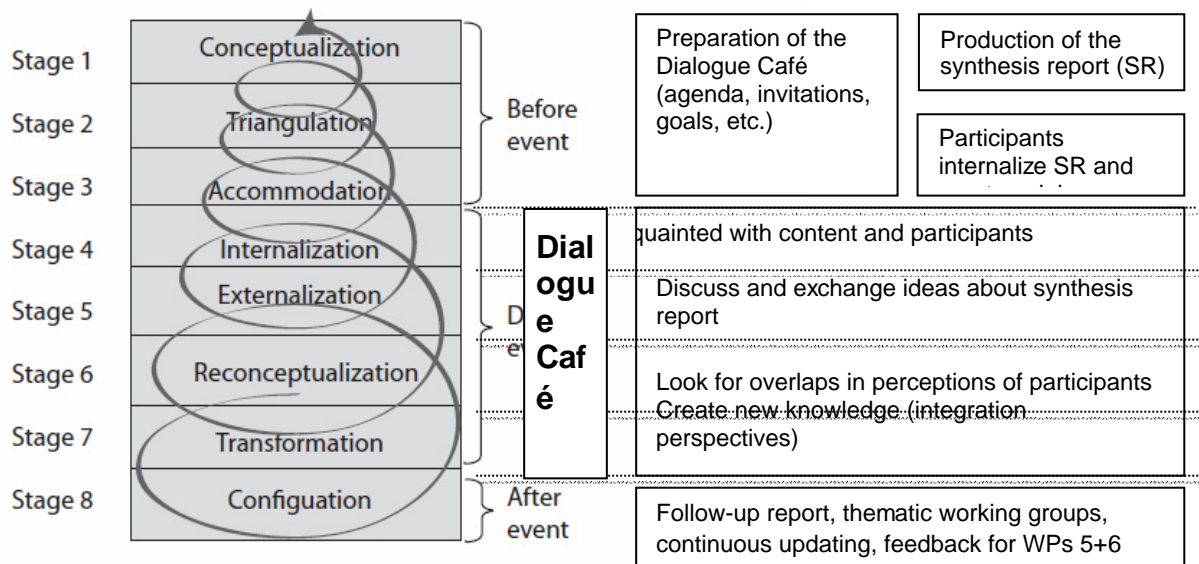 Stage 1
Conceptualization
Stage 2
Triangulation
Stage 3
Accommodation
Before
event
Stage 4
Internalization
Stage 5
Externalization
Stage 6
Reconceptualization
Stage 7
Transformation
Stage 8
Configuation
After
event
Dial
ogu
e
Caf
é
Preparation of the
Dialogue Café
(agenda, invitations,
goals, etc.)
Production of the
synthesis report (SR)
Participants
internalize SR and
quainted with content and participants
Discuss and exchange ideas about synthesis
report
Look for overlaps in perceptions of participants
Create new knowledge (integration
perspectives)
Follow-up report, thematic working groups,
continuous updating, feedback for WPs 5+6